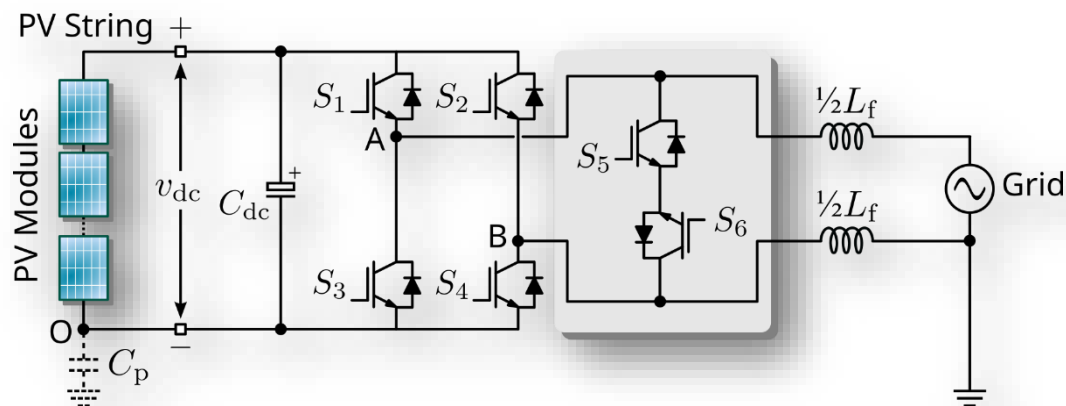 PV String
+
PV Modules
v_dc
C_dc
+
S_1
S_2
A
B
S_3
S_4
S_5
S_6
½L_f
½L_f
Grid
O
−
C_p